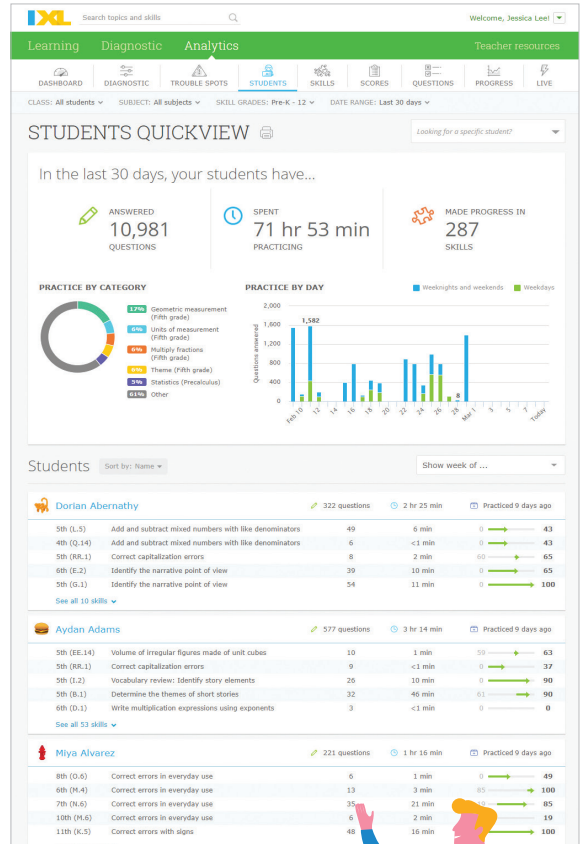 IXL Search topics and skills Welcome, Jessica Lee!
Learning Diagnostic Analytics Teacher resources
DASHBOARD DIAGNOSTIC TROUBLE SPOTS STUDENTS SKILLS SCORES QUESTIONS PROGRESS LIVE
CLASS: All students SUBJECT: All subjects SKILL GRADES: Pre-K - 12 DATE RANGE: Last 30 days
STUDENTS QUICKVIEW Looking for a specific student?
In the last 30 days, your students have...
ANSWERED
10,981
QUESTIONS
SPENT
71 hr 53 min
PRACTICING
MADE PROGRESS IN
287
SKILLS
PRACTICE BY CATEGORY
17% Geometric measurement
(Fifth grade)
6% Units of measurement
(Fifth grade)
6% Multiply fractions
(Fifth grade)
6% Theme (Fifth grade)
5% Statistics (Precalculus)
61% Other
PRACTICE BY DAY Weeknights and weekends Weekdays
Questions answered
2,000
1,600
1,200
800
400
0
1,582
8
Feb 10 12 14 16 18 20 22 24 26 28 Mar 1 3 5 7 Today
Students Sort by: Name Show week of ...
Dorian Abernathy 322 questions 2 hr 25 min Practiced 9 days ago
5th (L.5) Add and subtract mixed numbers with like denominators 49 6 min 0 43
4th (Q.14) Add and subtract mixed numbers with like denominators 6 <1 min 0 43
5th (RR.1) Correct capitalization errors 8 2 min 60 65
6th (E.2) Identify the narrative point of view 39 10 min 0 65
5th (G.1) Identify the narrative point of view 54 11 min 0 100
See all 10 skills
Aydan Adams 577 questions 3 hr 14 min Practiced 9 days ago
5th (EE.14) Volume of irregular figures made of unit cubes 10 1 min 59 63
5th (RR.1) Correct capitalization errors 9 <1 min 0 37
5th (I.2) Vocabulary review: Identify story elements 26 10 min 0 90
5th (B.1) Determine the themes of short stories 32 46 min 61 90
6th (D.1) Write multiplication expressions using exponents 3 <1 min 0
See all 53 skills
Miya Alvarez 221 questions 1 hr 16 min Practiced 9 days ago
8th (O.6) Correct errors in everyday use 6 1 min 0 49
6th (M.4) Correct errors in everyday use 13 3 min 85 100
7th (N.6) Correct errors in everyday use 35 21 min 85
10th (M.6) Correct errors in everyday use 6 2 min 19
11th (K.5) Correct errors with signs 48 16 min 100